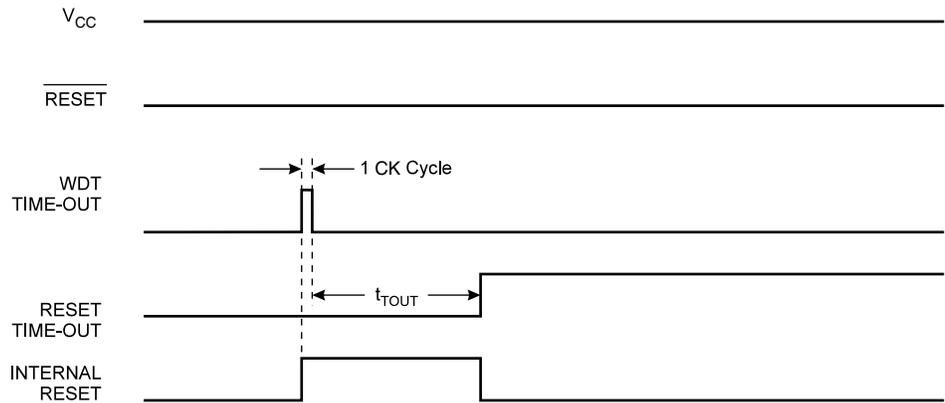 VCC
RESET
1 CK Cycle
WDT
TIME-OUT
RESET
TIME-OUT
tTOUT
INTERNAL
RESET